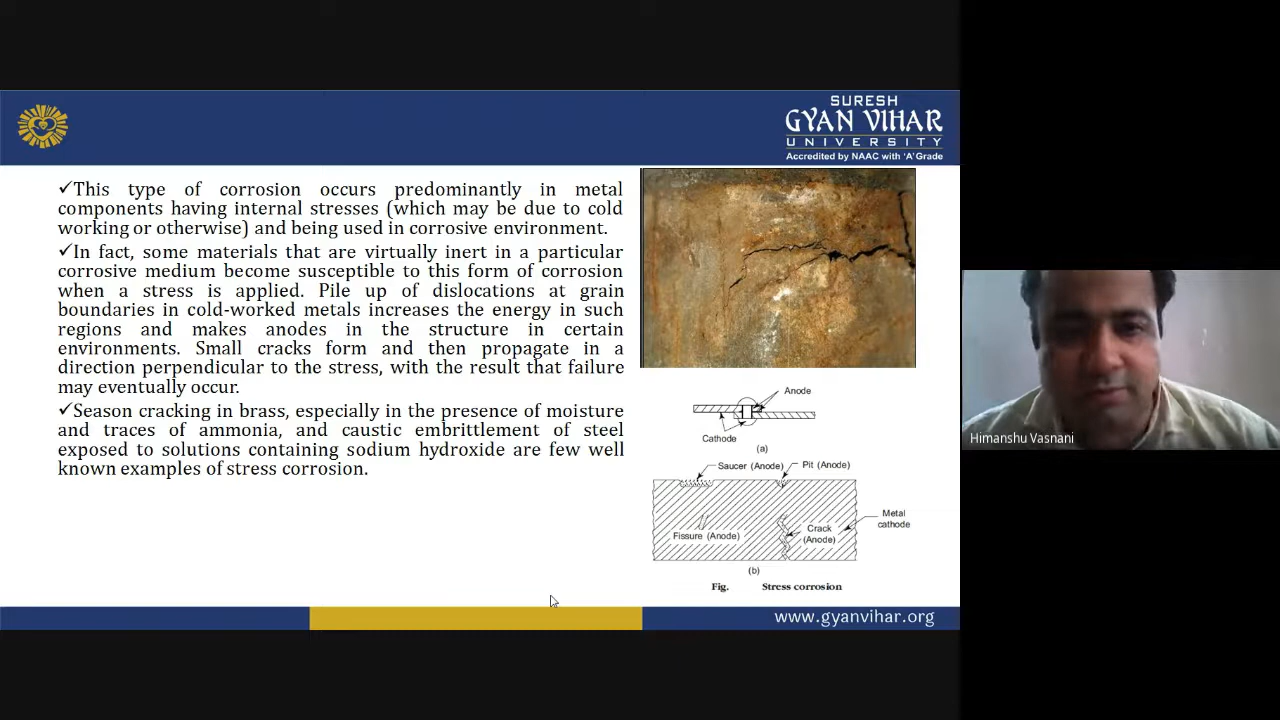 SURESH
GYAN VIHAR
UNIVERSITY
Accredited by NAAC with 'A' Grade
✓This type of corrosion occurs predominantly in metal
components having internal stresses (which may be due to cold
working or otherwise) and being used in corrosive environment.
✓In fact, some materials that are virtually inert in a particular
corrosive medium become susceptible to this form of corrosion
when a stress is applied. Pile up of dislocations at grain
boundaries in cold-worked metals increases the energy in such
regions and makes anodes in the structure in certain
environments. Small cracks form and then propagate in a
direction perpendicular to the stress, with the result that failure
may eventually occur.
✓Season cracking in brass, especially in the presence of moisture
and traces of ammonia, and caustic embrittlement of steel
exposed to solutions containing sodium hydroxide are few well
known examples of stress corrosion.
Anode
Cathode
(a)
Saucer (Anode)
Pit (Anode)
Metal
cathode
Fissure (Anode)
Crack
(Anode)
(b)
Fig. Stress corrosion
www.gyanvihar.org
Himanshu Vasnani